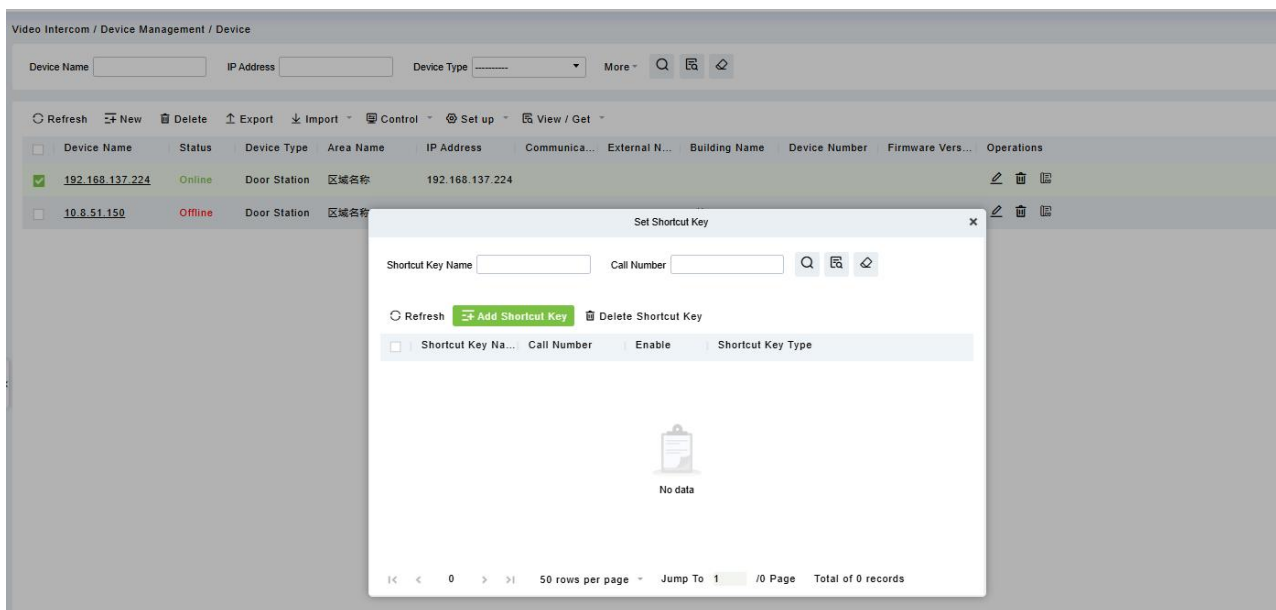 Video Intercom / Device Management / Device
Device Name IP Address Device Type ---------- More
Refresh New Delete Export Import Control Set up View / Get
Device Name Status Device Type Area Name IP Address Communica... External N... Building Name Device Number Firmware Vers... Operations
192.168.137.224 Online Door Station 区域名称 192.168.137.224
10.8.51.150 Offline Door Station 区域名称
Set Shortcut Key
Shortcut Key Name Call Number
Refresh Add Shortcut Key Delete Shortcut Key
Shortcut Key Na... Call Number Enable Shortcut Key Type
No data
0 50 rows per page Jump To 1 /0 Page Total of 0 records